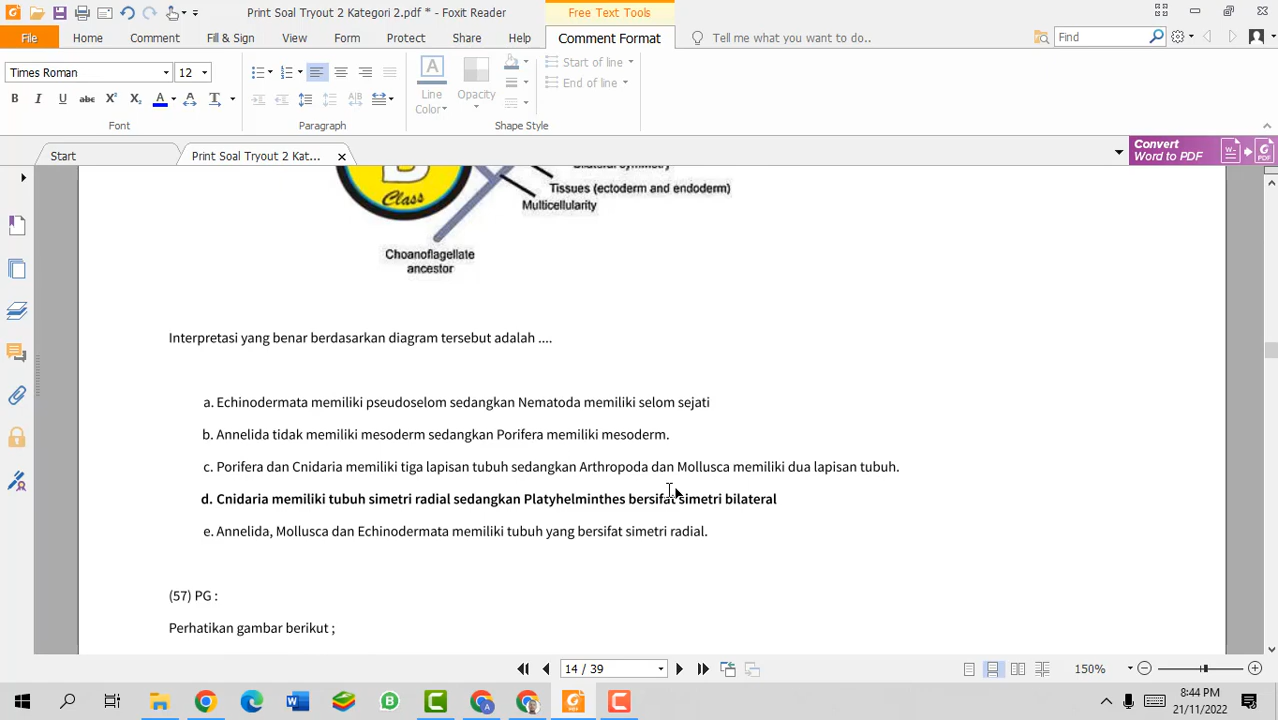 Print Soal Tryout 2 Kategori 2.pdf * - Foxit Reader
Free Text Tools
File Home Comment Fill & Sign View Form Protect Share Help Comment Format Tell me what you want to do.. Find
Times Roman 12
Line Color
Opacity
Start of line
End of line
Font Paragraph Shape Style
Start
Print Soal Tryout 2 Kat...
Convert
Word to PDF
Class
Bilateral symmetry
Tissues (ectoderm and endoderm)
Multicellularity
Choanoflagellate
ancestor
Interpretasi yang benar berdasarkan diagram tersebut adalah ....
a. Echinodermata memiliki pseudoselom sedangkan Nematoda memiliki selom sejati
b. Annelida tidak memiliki mesoderm sedangkan Porifera memiliki mesoderm.
c. Porifera dan Cnidaria memiliki tiga lapisan tubuh sedangkan Arthropoda dan Mollusca memiliki dua lapisan tubuh.
d. Cnidaria memiliki tubuh simetri radial sedangkan Platyhelminthes bersifat simetri bilateral
e. Annelida, Mollusca dan Echinodermata memiliki tubuh yang bersifat simetri radial.
(57) PG :
Perhatikan gambar berikut ;
14 / 39
150%
8:44 PM
21/11/2022